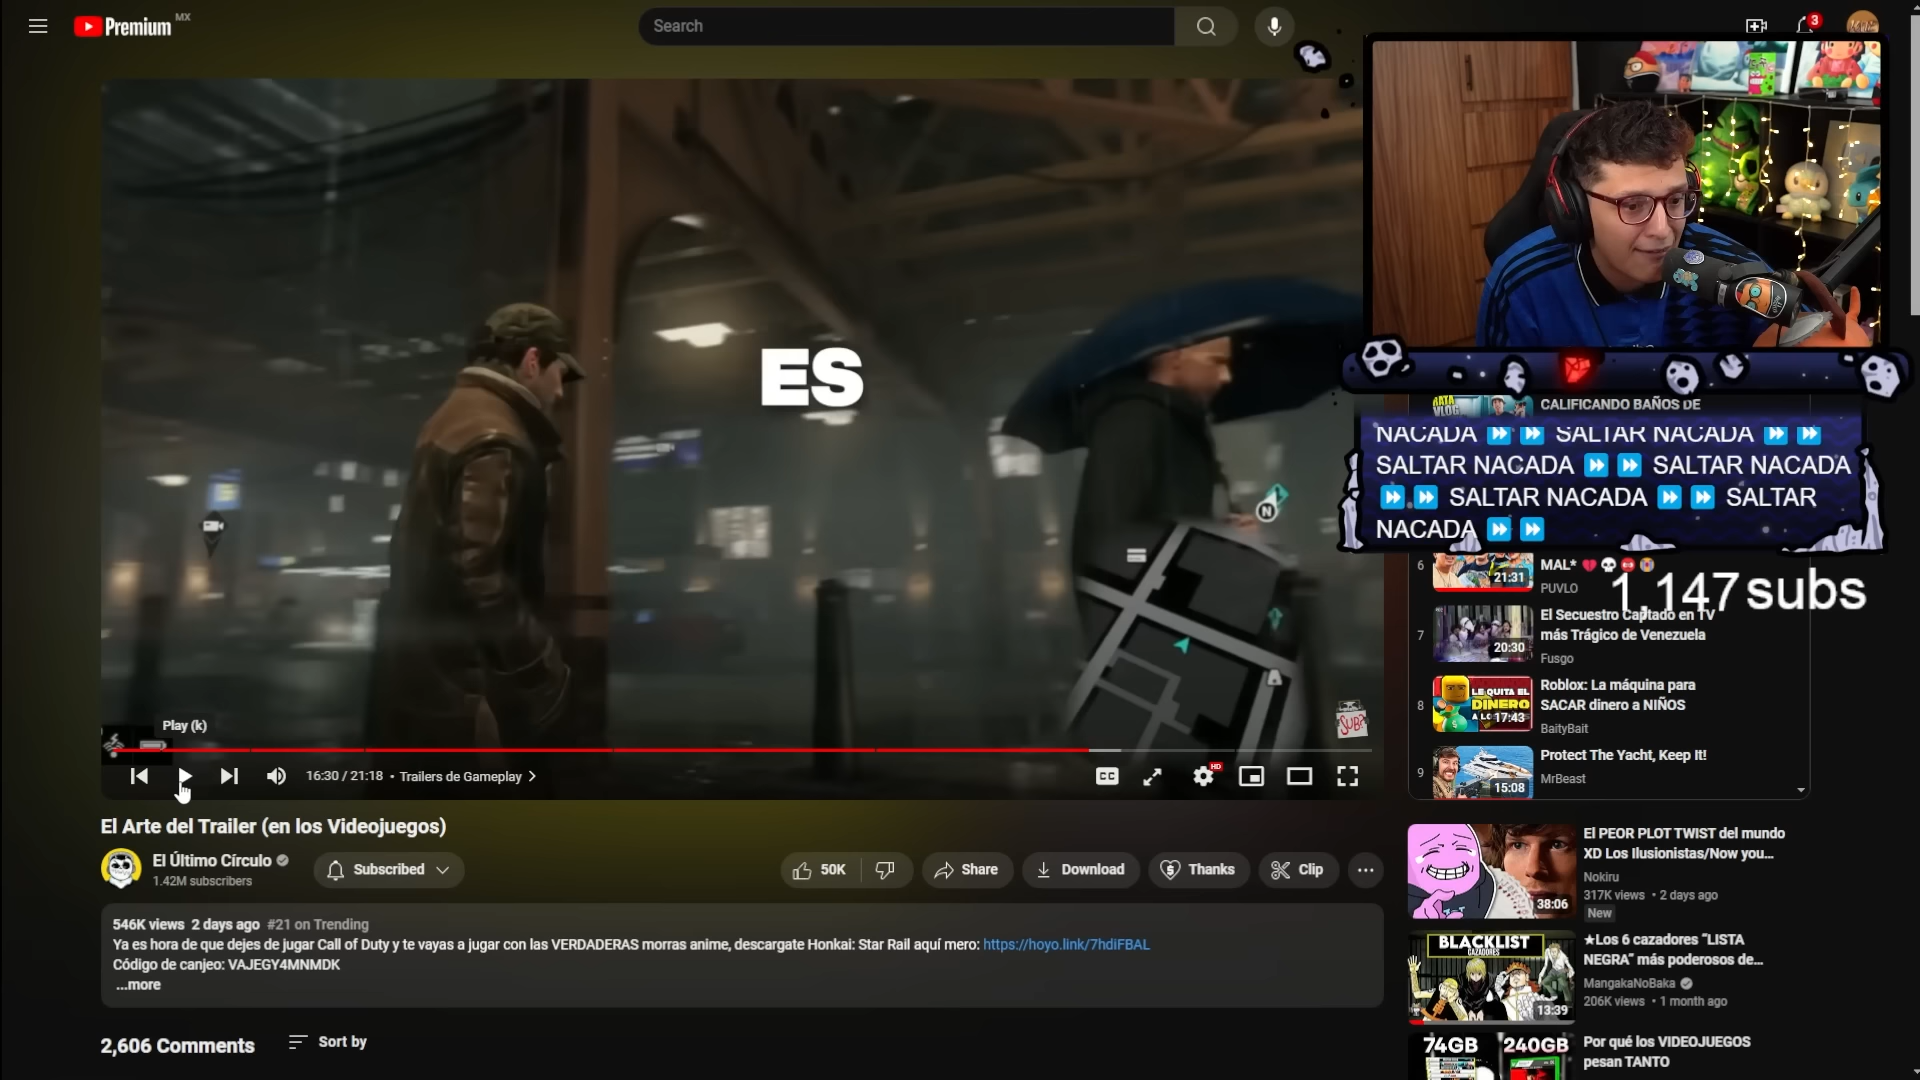 Premium MX
Search
3
ES
N
A
SUB?
Play (k)
16:30 / 21:18 • Trailers de Gameplay
CC
HD
El Arte del Trailer (en los Videojuegos)
El Último Círculo
1.42M subscribers
Subscribed
50K
Share
Download
Thanks
Clip
546K views 2 days ago #21 on Trending
Ya es hora de que dejes de jugar Call of Duty y te vayas a jugar con las VERDADERAS morras anime, descargate Honkai: Star Rail aquí mero: https://hoyo.link/7hdiFBAL
Código de canjeo: VAJEGY4MNMDK
...more
2,606 Comments
Sort by
RATA
VLOG
CALIFICANDO BAÑOS DE
NACADA ⏩ ⏩ SALTAR NACADA ⏩ ⏩
SALTAR NACADA ⏩ ⏩ SALTAR NACADA
⏩ ⏩ SALTAR NACADA ⏩ ⏩ SALTAR
NACADA ⏩ ⏩
1,147 subs
6
21:31
MAL*
PUVLO
7
20:30
El Secuestro Captado en TV
más Trágico de Venezuela
Fusgo
8
LE QUITA EL
DINERO
17:43
Roblox: La máquina para
SACAR dinero a NIÑOS
BaityBait
9
15:08
Protect The Yacht, Keep It!
MrBeast
38:06
El PEOR PLOT TWIST del mundo
XD Los Ilusionistas/Now you...
Nokiru
317K views • 2 days ago
New
BLACKLIST
CAZADORES
13:39
★Los 6 cazadores "LISTA
NEGRA" más poderosos de...
MangakaNoBaka
206K views • 1 month ago
74GB
240GB
Por qué los VIDEOJUEGOS
pesan TANTO